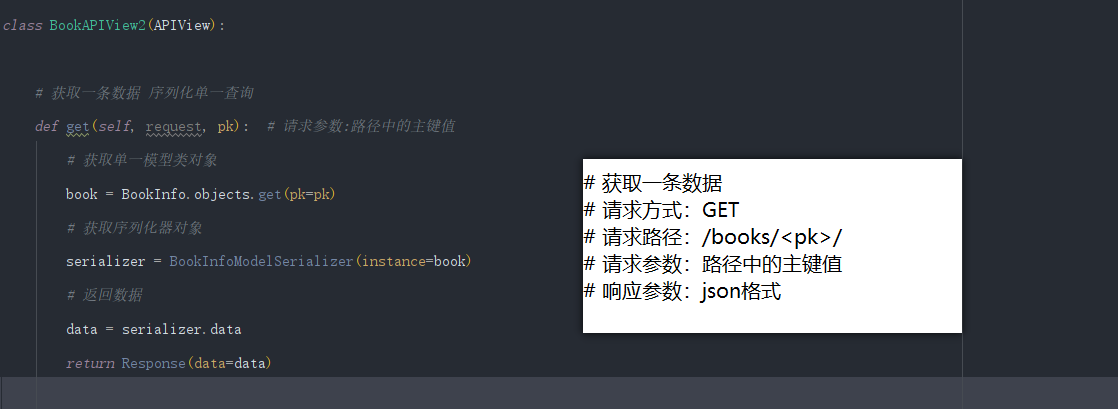 class BookAPIView2(APIView):
# 获取一条数据 序列化单一查询
def get(self, request, pk):  # 请求参数:路径中的主键值
# 获取单一模型类对象
book = BookInfo.objects.get(pk=pk)
# 获取序列化器对象
serializer = BookInfoModelSerializer(instance=book)
# 返回数据
data = serializer.data
return Response(data=data)
# 获取一条数据
# 请求方式：GET
# 请求路径：/books/<pk>/
# 请求参数：路径中的主键值
# 响应参数：json格式